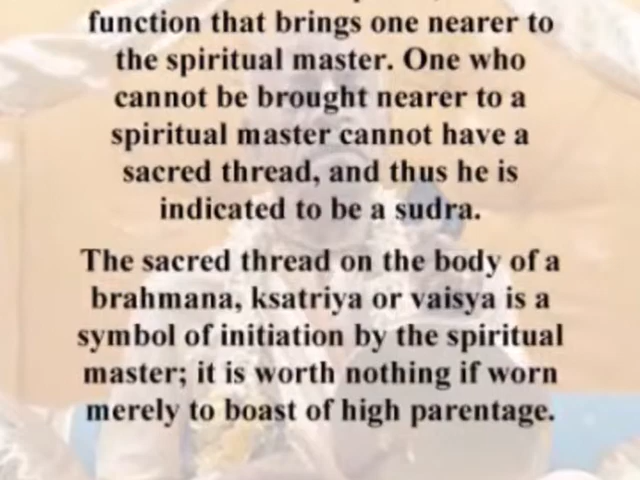 function that brings one nearer to
the spiritual master. One who
cannot be brought nearer to a
spiritual master cannot have a
sacred thread, and thus he is
indicated to be a sudra.
The sacred thread on the body of a
brahmana, ksatriya or vaisya is a
symbol of initiation by the spiritual
master; it is worth nothing if worn
merely to boast of high parentage.